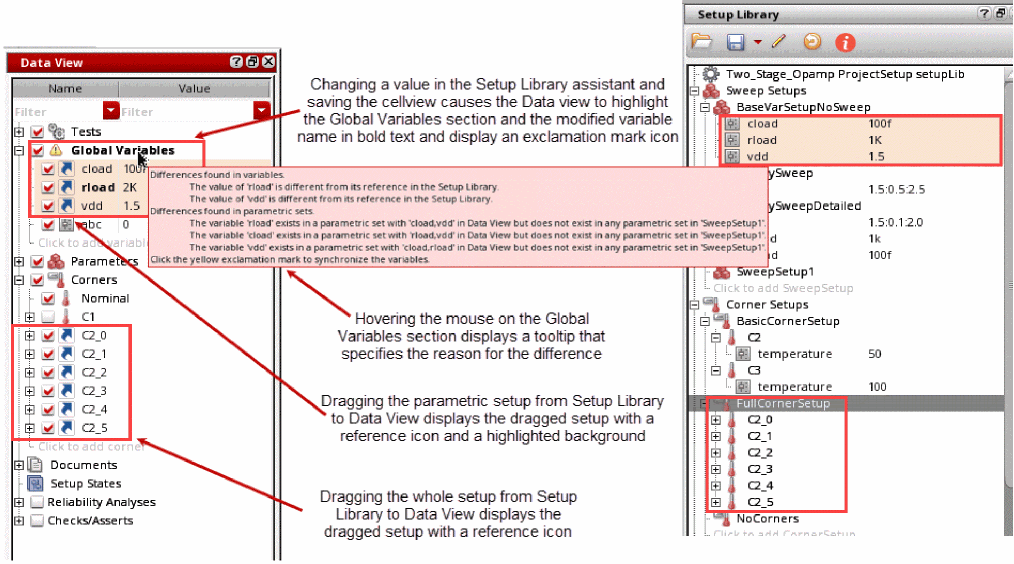 Data View
Name Value
Filter Filter
Tests
Global Variables
cload 100f
rload 2K
vdd 1.5
abc 0
Click to add variable
Parameters
Corners
Nominal
C1
C2_0
C2_1
C2_2
C2_3
C2_4
C2_5
Click to add corner
Documents
Setup States
Reliability Analyses
Checks/Asserts
Changing a value in the Setup Library assistant and
saving the cellview causes the Data view to highlight
the Global Variables section and the modified variable
name in bold text and display an exclamation mark icon
Differences found in variables.
The value of 'rload' is different from its reference in the Setup Library.
The value of 'vdd' is different from its reference in the Setup Library.
Differences found in parametric sets.
The variable 'rload' exists in a parametric set with 'cload,vdd' in Data View but does not exist in any parametric set in 'SweepSetup1'.
The variable 'cload' exists in a parametric set with 'rload,vdd' in Data View but does not exist in any parametric set in 'SweepSetup1'.
The variable 'vdd' exists in a parametric set with 'cload,rload' in Data View but does not exist in any parametric set in 'SweepSetup1'.
Click the yellow exclamation mark to synchronize the variables.
Hovering the mouse on the Global
Variables section displays a tooltip that
specifies the reason for the difference
Dragging the parametric setup from Setup Library
to Data View displays the dragged setup with a
reference icon and a highlighted background
Dragging the whole setup from Setup
Library to Data View displays the
dragged setup with a reference icon
Setup Library
Two_Stage_Opamp ProjectSetup setupLib
Sweep Setups
BaseVarSetupNoSweep
cload 100f
rload 1K
vdd 1.5
ySweep
1.5:0.5:2.5
ySweepDetailed
1.5:0.1:2.0
d 1k
d 100f
SweepSetup1
Click to add SweepSetup
Corner Setups
BasicCornerSetup
C2
temperature 50
C3
temperature 100
FullCornerSetup
C2_0
C2_1
C2_2
C2_3
C2_4
C2_5
NoCorners
Click to add CornerSetup